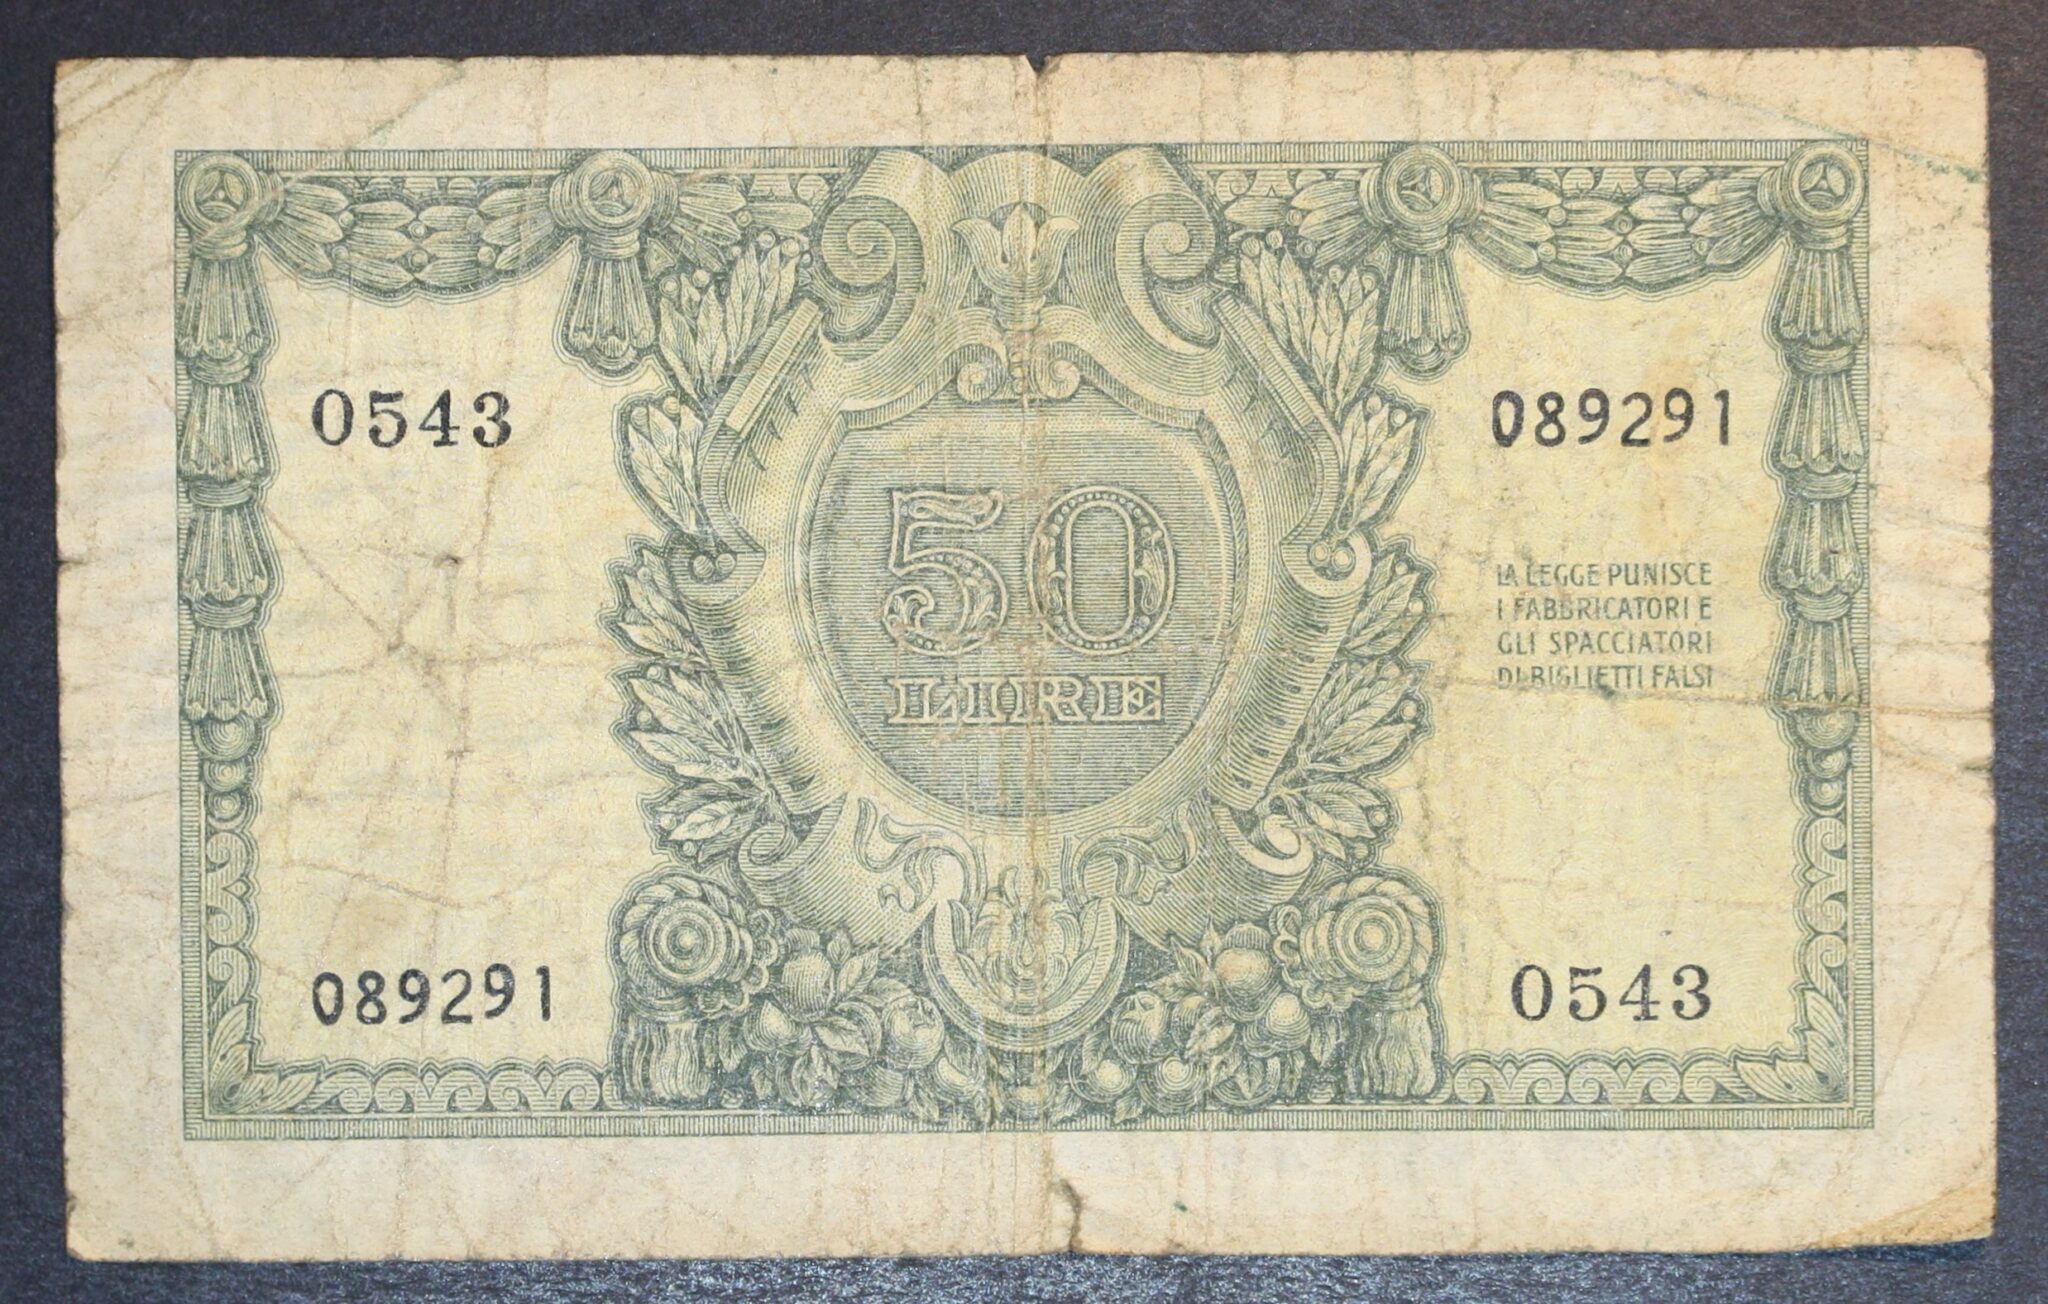 0543
089291
50
LIRE
LA LEGGE PUNISCE
I FABBRICATORI E
GLI SPACCIATORI
DI BIGLIETTI FALSI
089291
0543